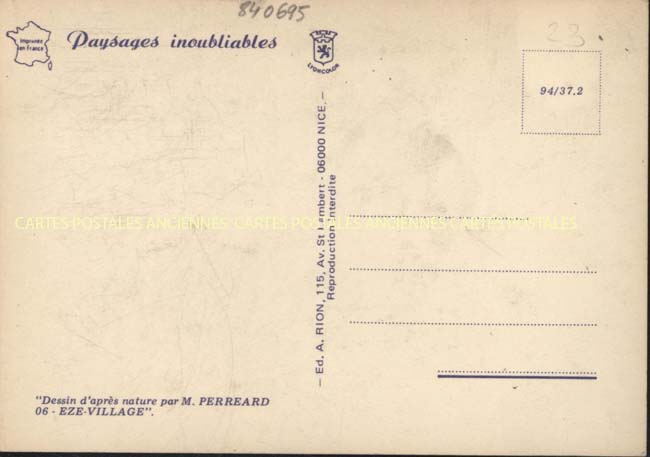 840695
Imprimée
en France
Paysages inoubliables
LYONCOLOR
23
94/37.2
CARTES POSTALES ANCIENNES CARTES POSTALES ANCIENNES CARTES POSTALES
— Ed. A. RION, 115, Av. St Lambert - 06000 NICE. —
Reproduction Interdite
"Dessin d'après nature par M. PERREARD
06 - EZE-VILLAGE".